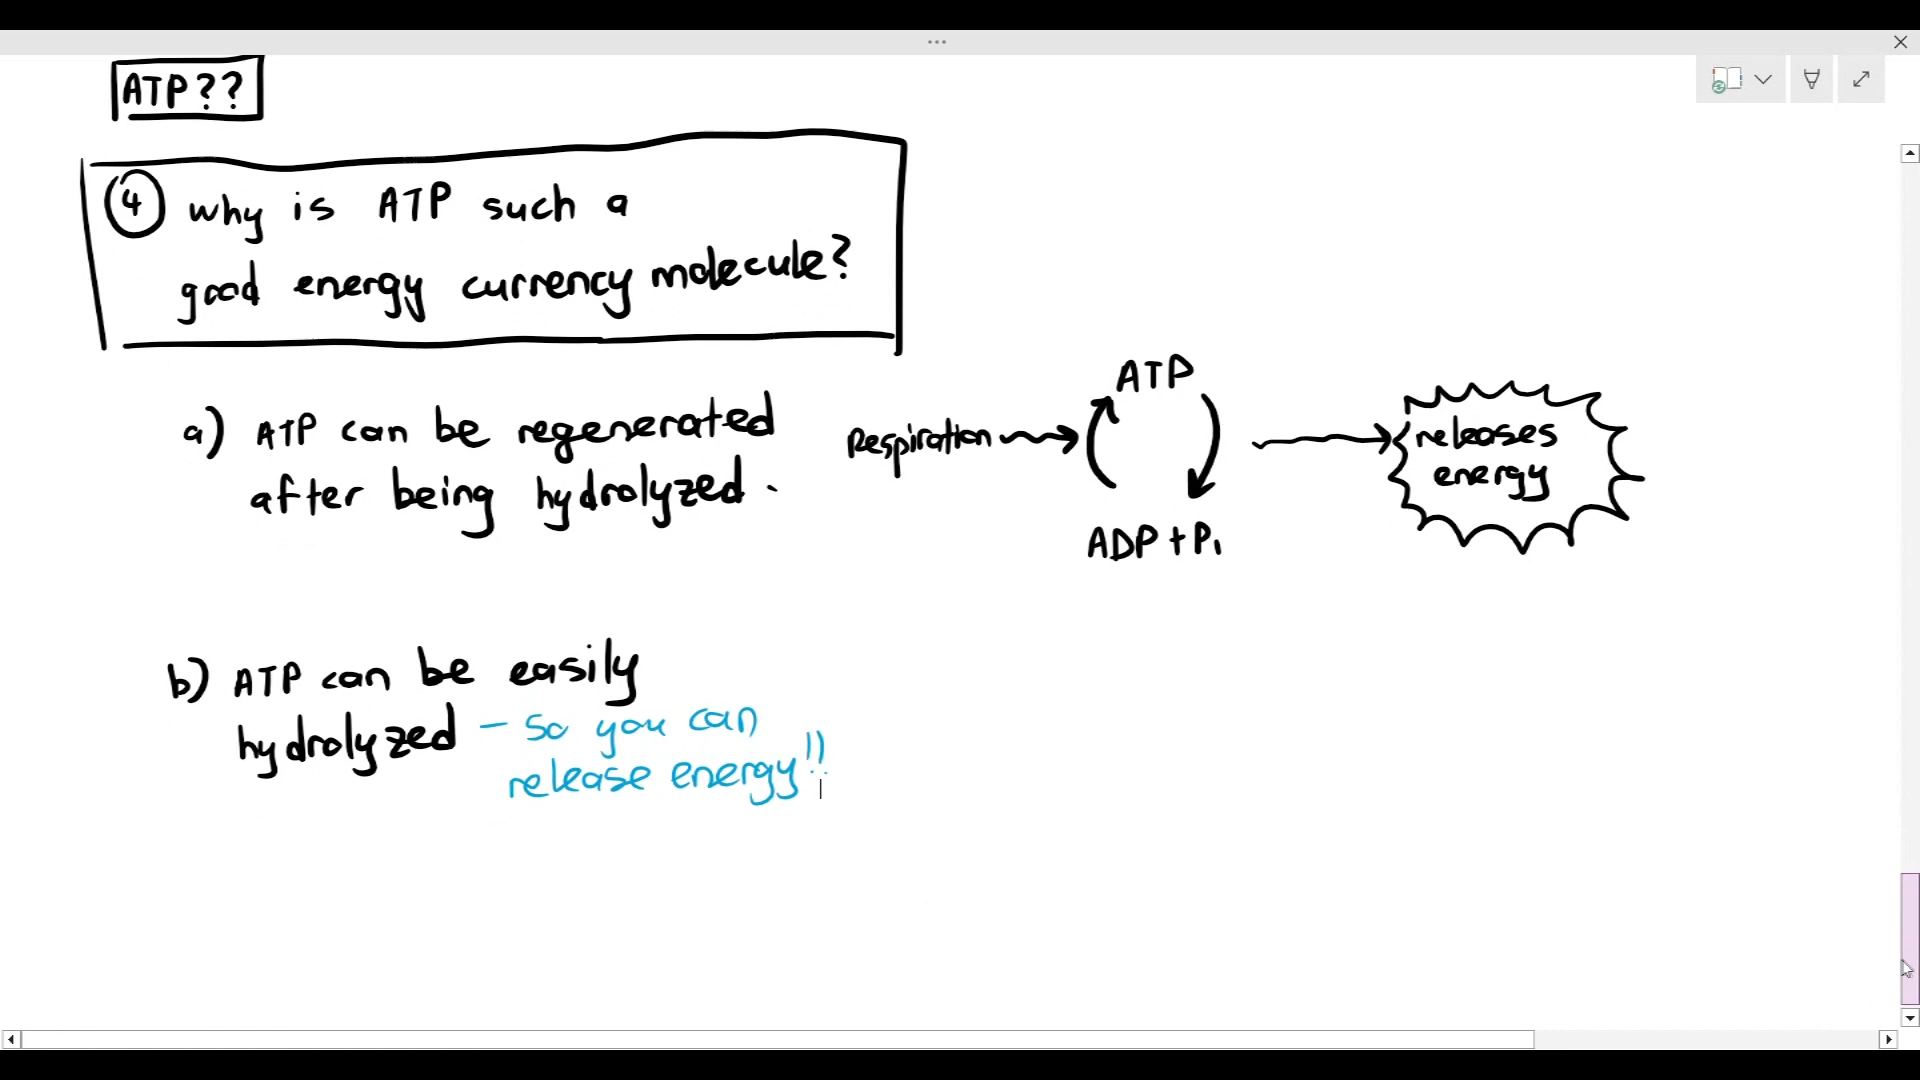 ATP??
④ why is ATP such a
good energy currency molecule?
a) ATP can be regenerated
after being hydrolyzed.
Respiration
ATP
ADP + Pi
releases
energy
b) ATP can be easily
hydrolyzed – so you can
release energy!!